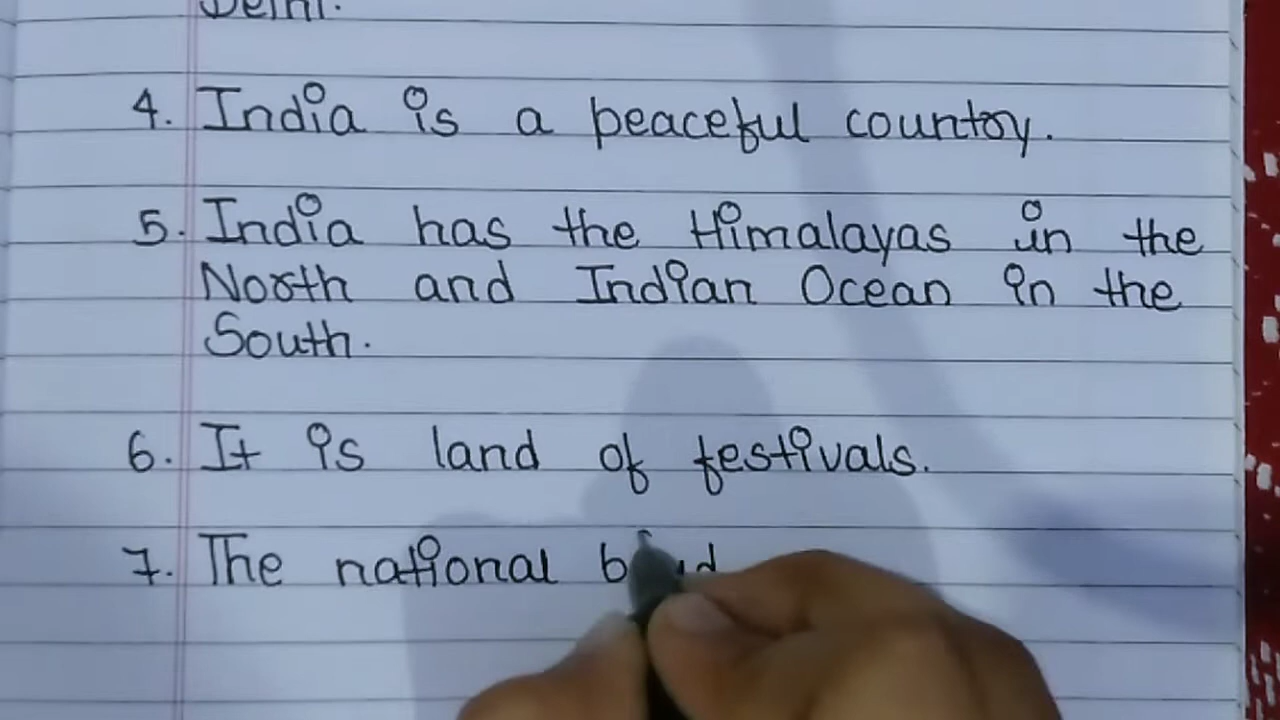 Delhi.
4. India is a peaceful country.
5. India has the Himalayas in the
North and Indian Ocean in the
South.
6. It is land of festivals.
7. The national